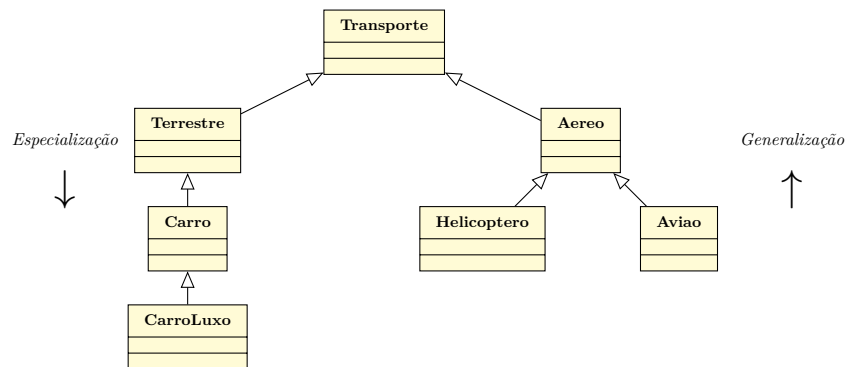 Transporte
Terrestre
Aereo
Especialização
Generalização
Carro
Helicoptero
Aviao
CarroLuxo